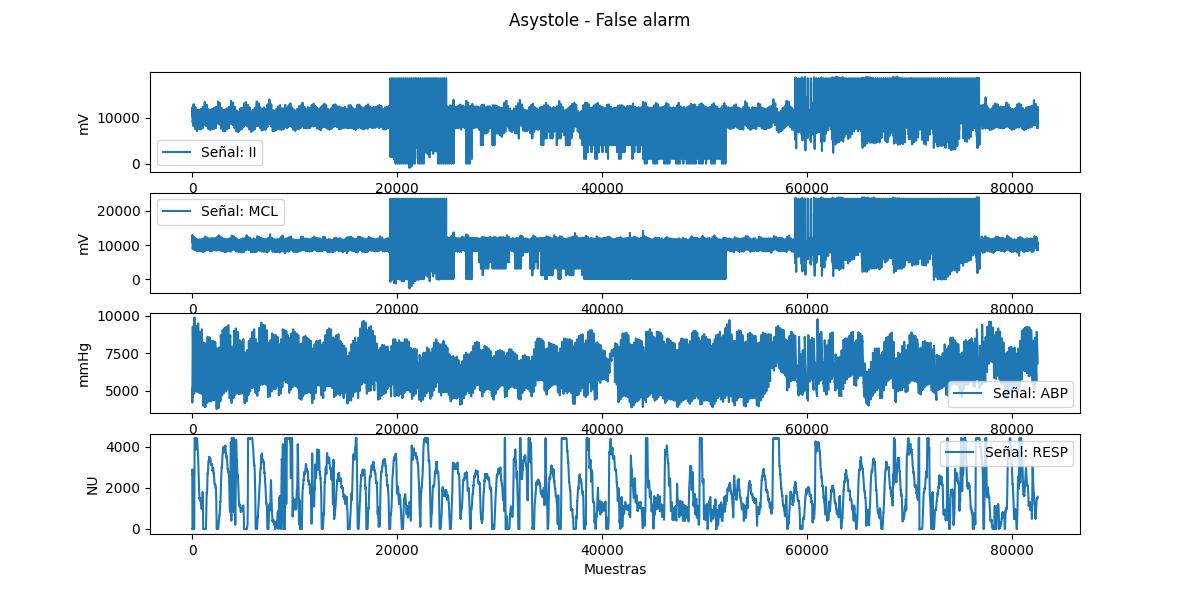 Asystole - False alarm
mV
10000
0
Señal: II
0 20000 40000 60000 80000
mV
20000
10000
0
Señal: MCL
0 20000 40000 60000 80000
mmHg
10000
7500
5000
Señal: ABP
0 20000 40000 60000 80000
NU
4000
2000
0
Señal: RESP
0 20000 40000 60000 80000
Muestras